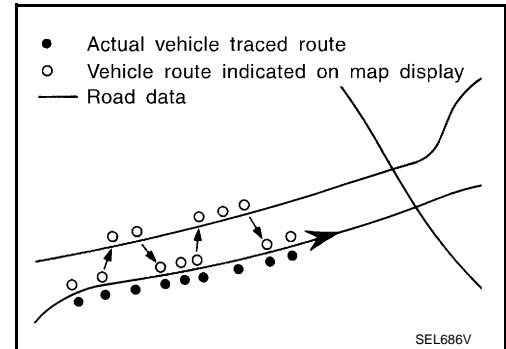 Actual vehicle traced route
Vehicle route indicated on map display
Road data
SEL686V